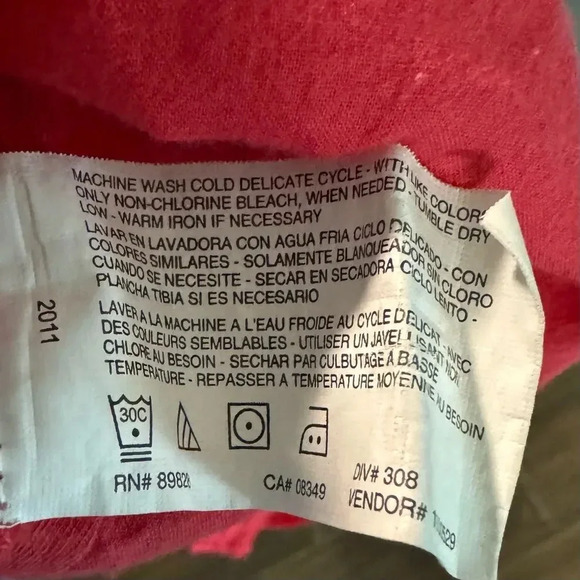 MACHINE WASH COLD DELICATE CYCLE - WITH LIKE COLORS
ONLY NON-CHLORINE BLEACH, WHEN NEEDED - TUMBLE DRY
LOW - WARM IRON IF NECESSARY
LAVAR EN LAVADORA CON AGUA FRIA CICLO DELICADO - CON
COLORES SIMILARES - SOLAMENTE BLANQUEADOR SIN CLORO
CUANDO SE NECESITE - SECAR EN SECADORA CICLO LENTO -
PLANCHA TIBIA SI ES NECESARIO
LAVER A LA MACHINE A L'EAU FROIDE AU CYCLE DELICAT - AVEC
DES COULEURS SEMBLABLES - UTILISER UN JAVELLISANT NON
CHLORE AU BESOIN - SECHAR PAR CULBUTAGE A BASSE
TEMPERATURE - REPASSER A TEMPERATURE MOYENNE AU BESOIN
30C
RN# CA# 08349 DIV# 308
VENDOR#
2011